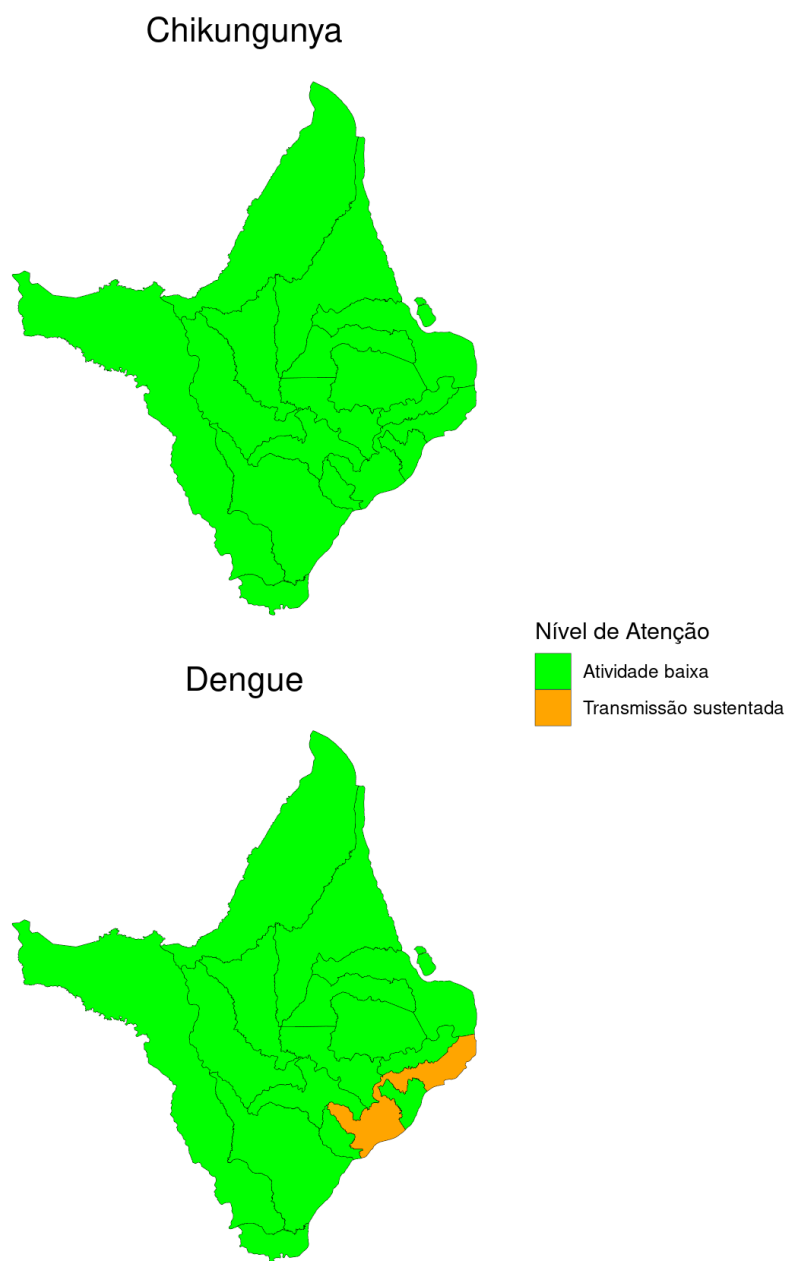 Chikungunya
Nível de Atenção
Atividade baixa
Transmissão sustentada
Dengue